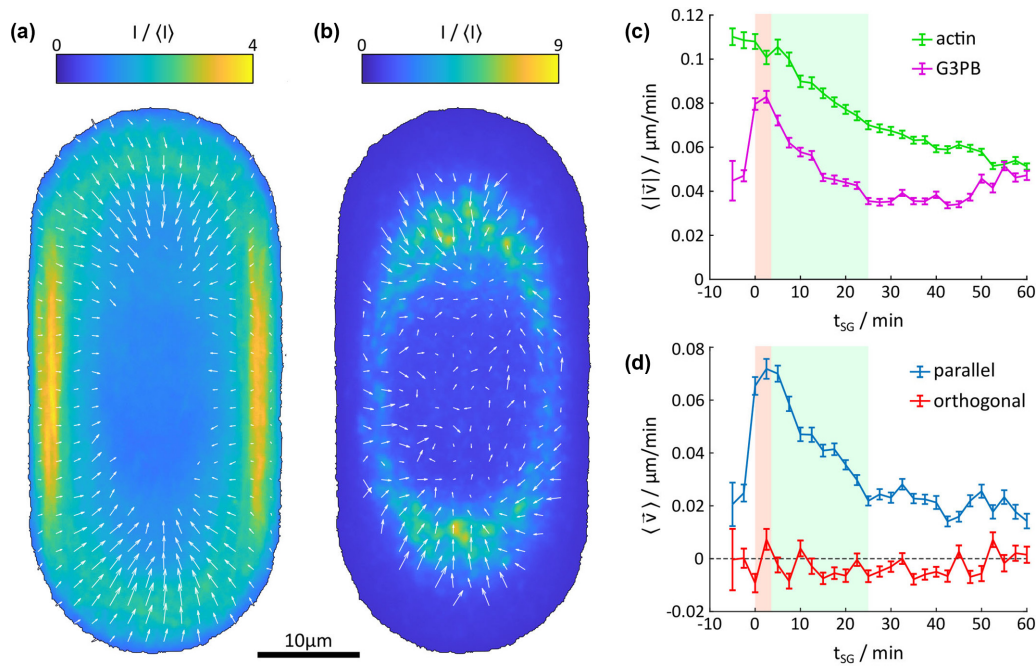 (a)
I / ⟨I⟩
0
4
(b)
I / ⟨I⟩
0
9
10μm
(c)
0.12
0.10
0.08
0.06
0.04
0.02
0
⟨|v⃗|⟩ / μm/min
actin
G3PB
-10 0 10 20 30 40 50 60
t_SG / min
(d)
0.08
0.06
0.04
0.02
0
-0.02
⟨ v⃗ ⟩ / μm/min
parallel
orthogonal
-10 0 10 20 30 40 50 60
t_SG / min